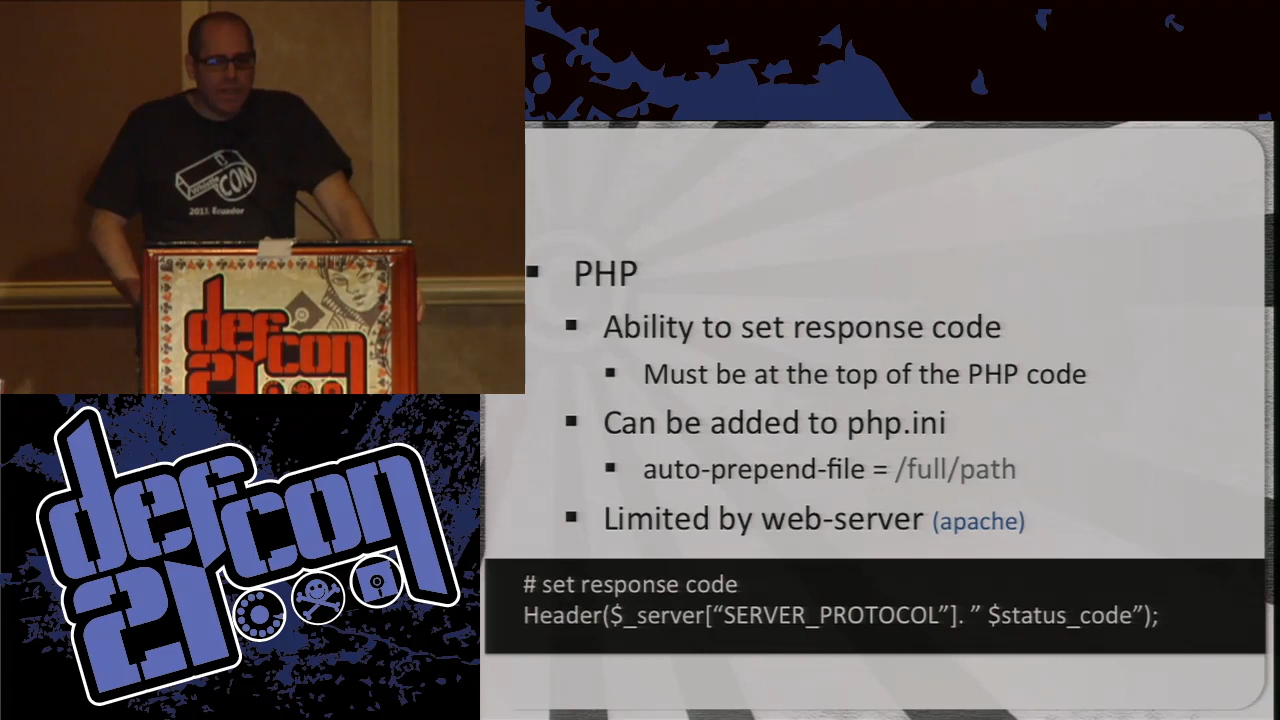 CON
2013. Ecuador
defcon
21
PHP
Ability to set response code
Must be at the top of the PHP code
Can be added to php.ini
auto-prepend-file = /full/path
Limited by web-server (apache)
# set response code
Header($_server[“SERVER_PROTOCOL”]. ” $status_code”);
defcon
21